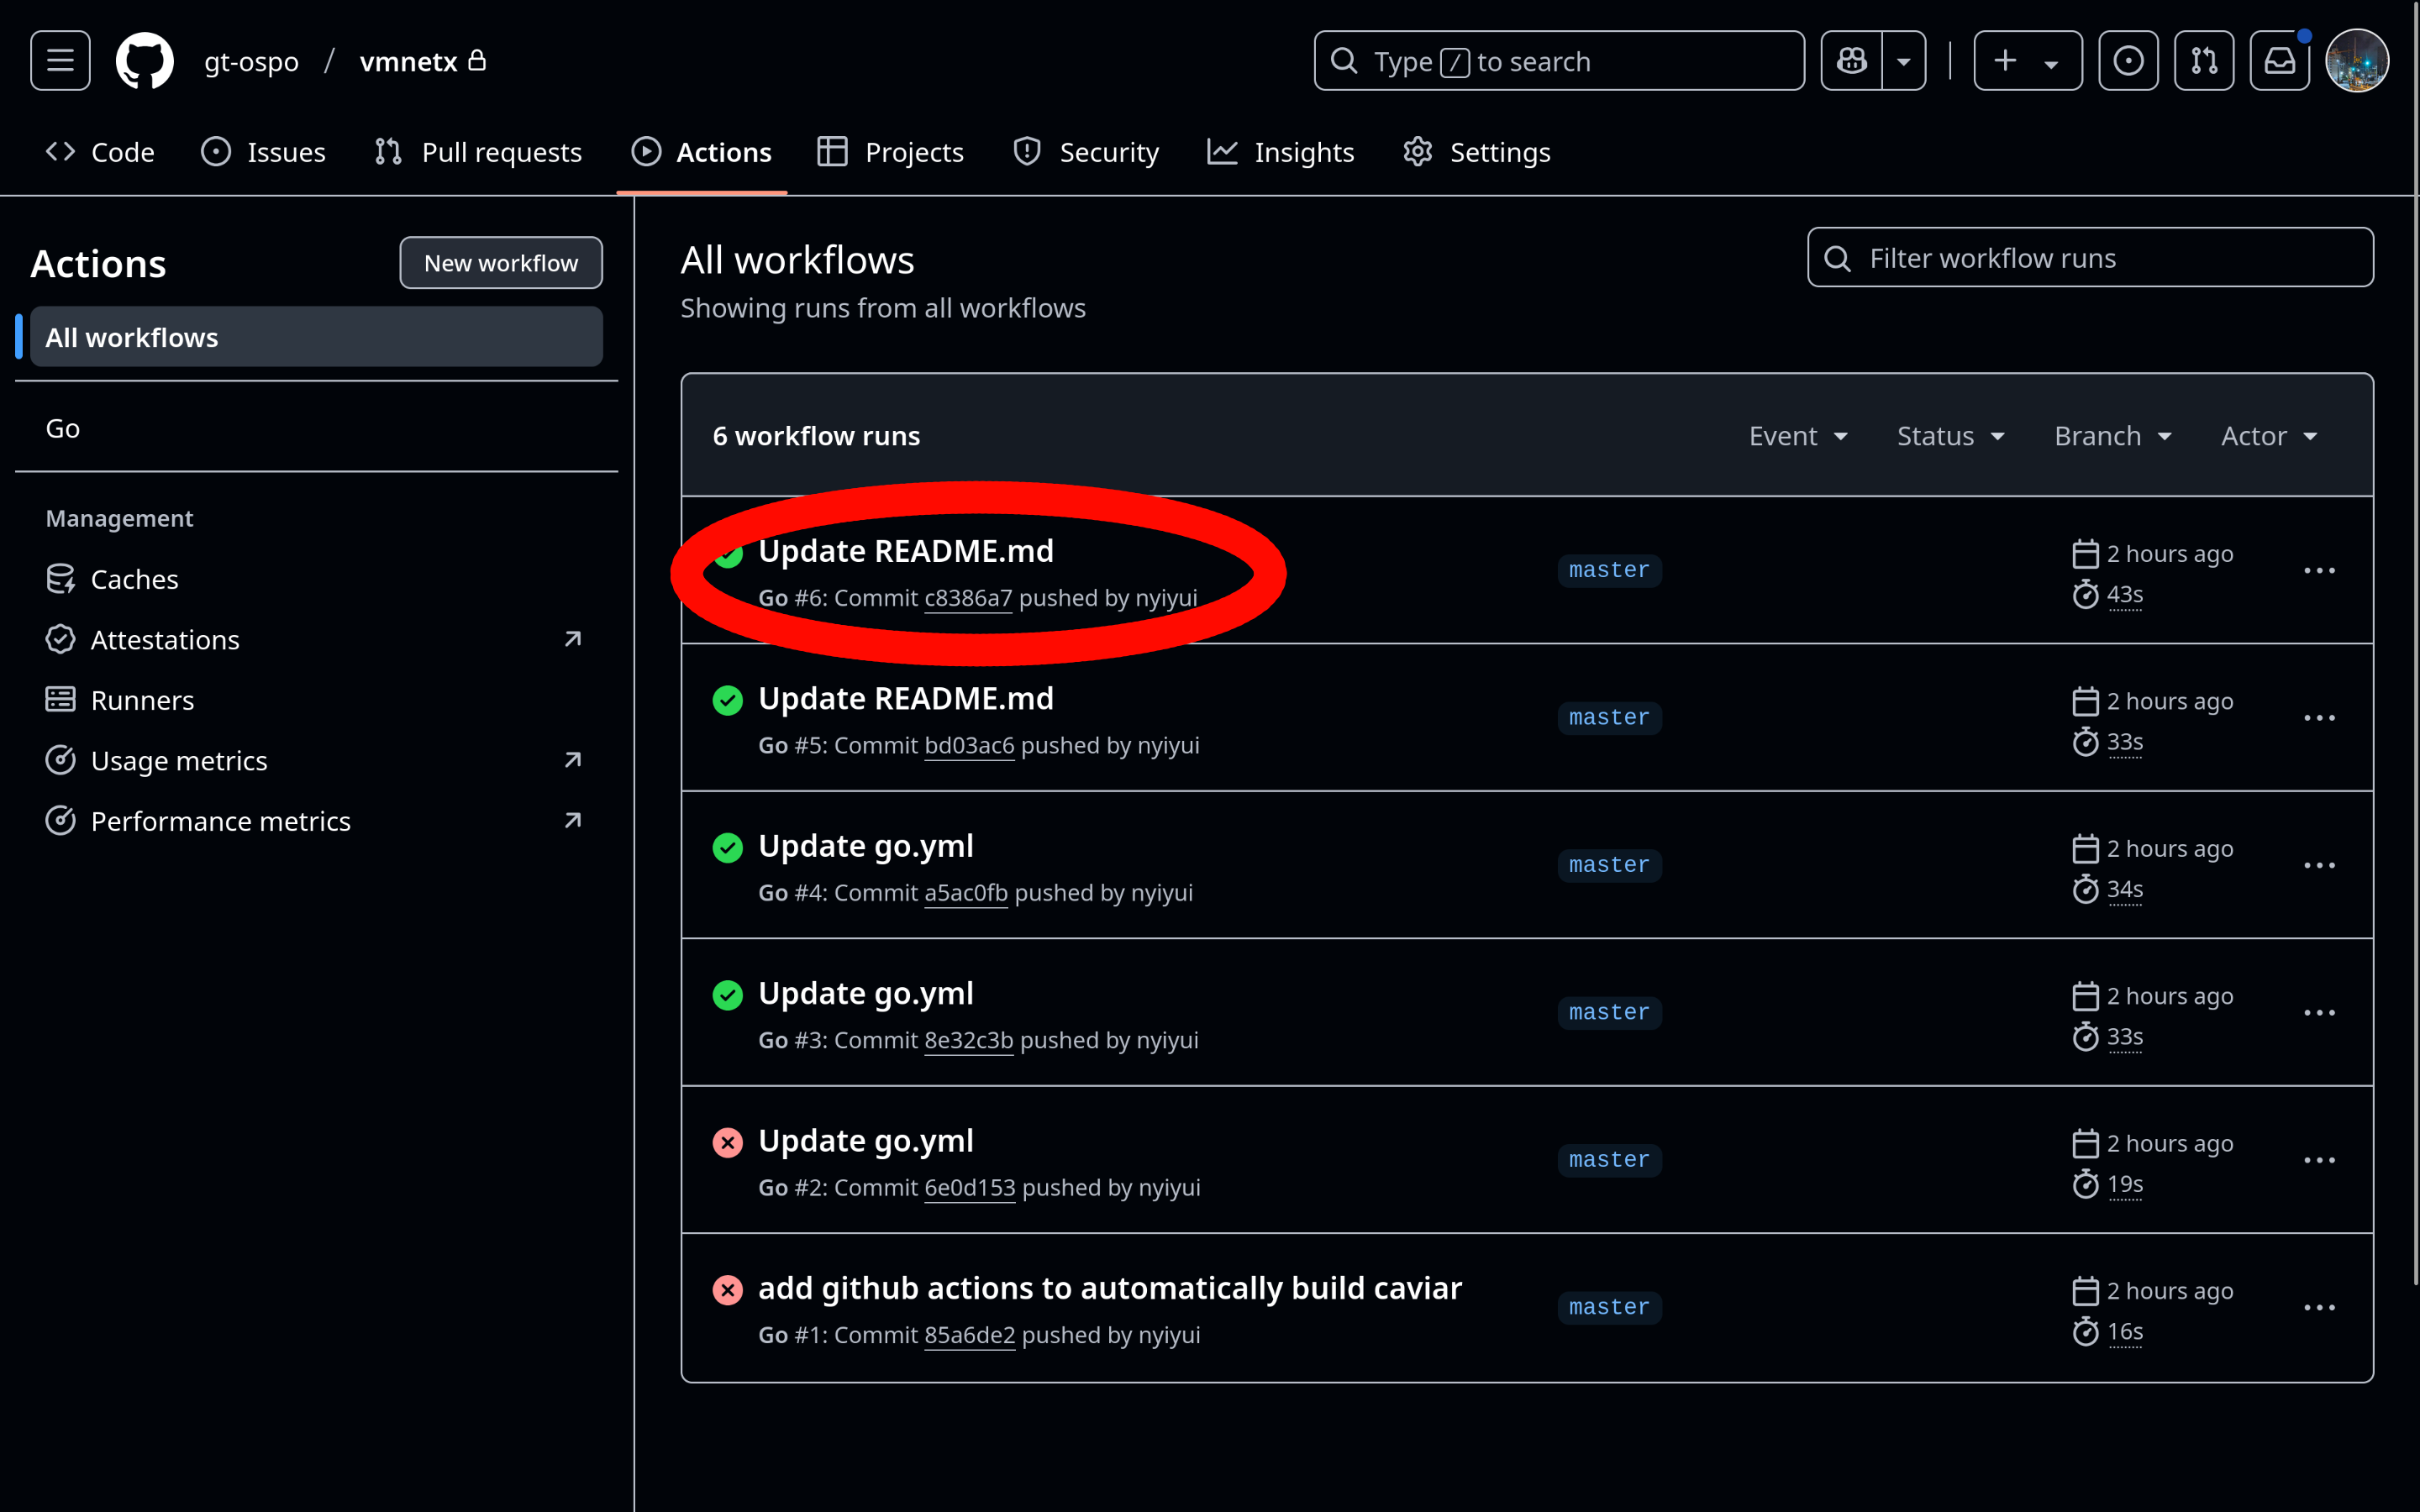 gt-ospo / vmnetx
Type / to search
Code Issues Pull requests Actions Projects Security Insights Settings
Actions
New workflow
All workflows
Go
Management
Caches
Attestations
Runners
Usage metrics
Performance metrics
All workflows
Showing runs from all workflows
Filter workflow runs
6 workflow runs
Event Status Branch Actor
Update README.md
Go #6: Commit c8386a7 pushed by nyiyui
master
2 hours ago
43s
Update README.md
Go #5: Commit bd03ac6 pushed by nyiyui
master
2 hours ago
33s
Update go.yml
Go #4: Commit a5ac0fb pushed by nyiyui
master
2 hours ago
34s
Update go.yml
Go #3: Commit 8e32c3b pushed by nyiyui
master
2 hours ago
33s
Update go.yml
Go #2: Commit 6e0d153 pushed by nyiyui
master
2 hours ago
19s
add github actions to automatically build caviar
Go #1: Commit 85a6de2 pushed by nyiyui
master
2 hours ago
16s